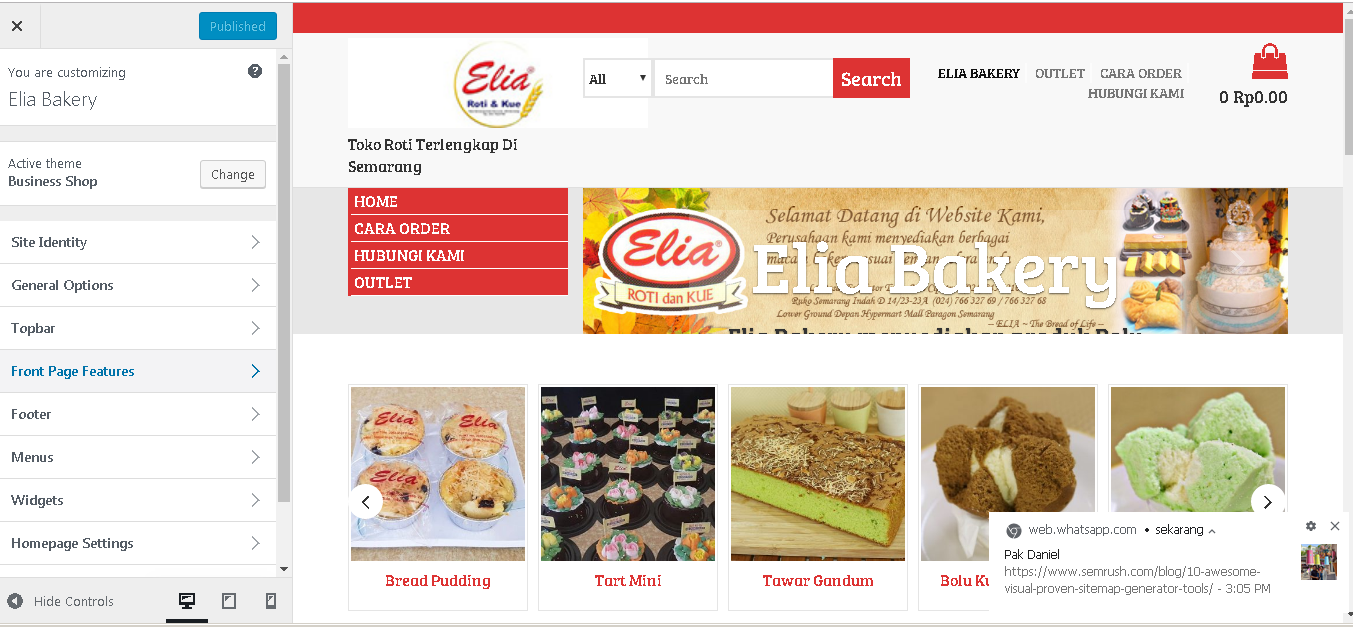 Published
You are customizing
Elia Bakery
Active theme
Business Shop
Change
Site Identity
General Options
Topbar
Front Page Features
Footer
Menus
Widgets
Homepage Settings
Hide Controls
Elia
Roti & Kue
All
Search
Search
ELIA BAKERY
OUTLET
CARA ORDER
HUBUNGI KAMI
0 Rp0.00
Toko Roti Terlengkap Di
Semarang
HOME
CARA ORDER
HUBUNGI KAMI
OUTLET
Elia
ROTI dan KUE
Selamat Datang di Website Kami,
Perusahaan kami menyediakan berbagai
Elia Bakery
Ruko Semarang Indah D 14/23-23A (024) 766 327 69 / 766 327 68
Lower Ground Depan Hypermart Mall Paragon Semarang
– ELIA ~ The Bread of Life –
Elia Bakery menyediakan produk
Elia
Elia
Elia
Bread Pudding
Tart Mini
Tawar Gandum
Bolu
web.whatsapp.com • sekarang
Pak Daniel
https://www.semrush.com/blog/10-awesome-
visual-proven-sitemap-generator-tools/ - 3:05 PM